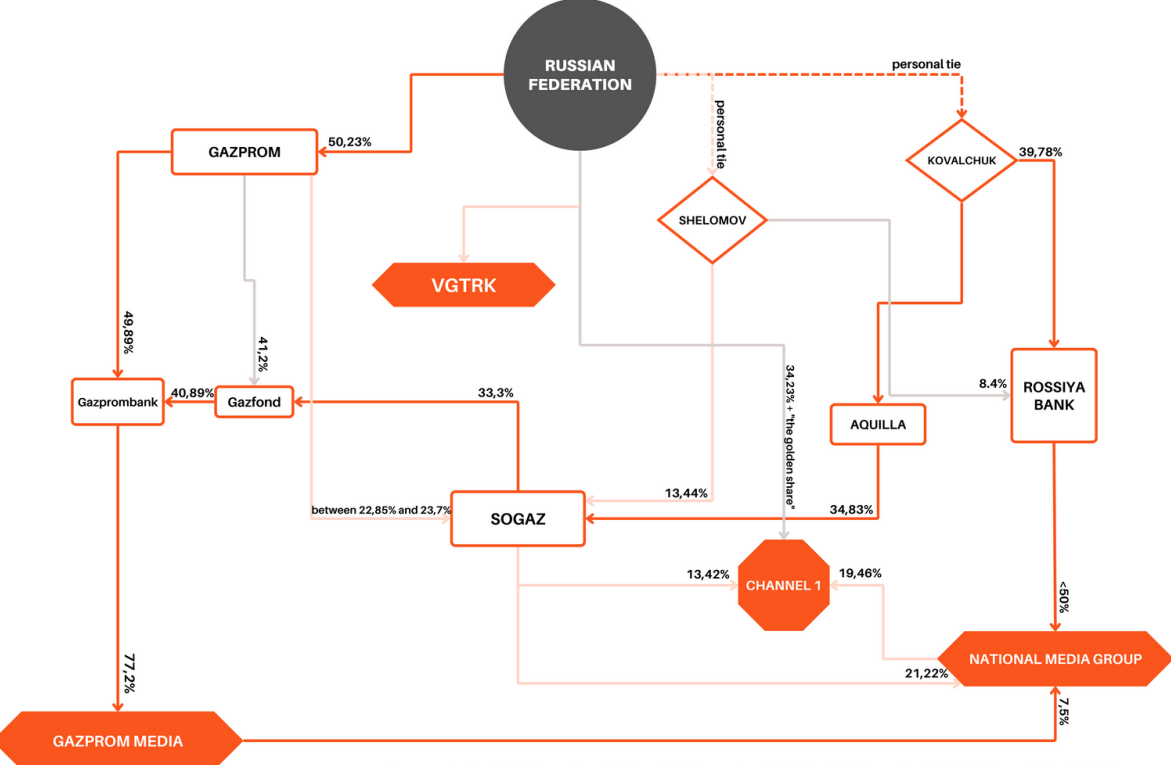 RUSSIAN
FEDERATION
personal tie
personal tie
50,23%
GAZPROM
39,78%
KOVALCHUK
SHELOMOV
VGTRK
49,89%
41,2%
34,23% + "the golden share"
8.4%
ROSSIYA
BANK
Gazprombank
40,89%
Gazfond
33,3%
AQUILLA
13,44%
between 22,85% and 23,7%
SOGAZ
34,83%
13,42%
CHANNEL 1
19,46%
<50%
NATIONAL MEDIA GROUP
21,22%
77,2%
7,5%
GAZPROM MEDIA